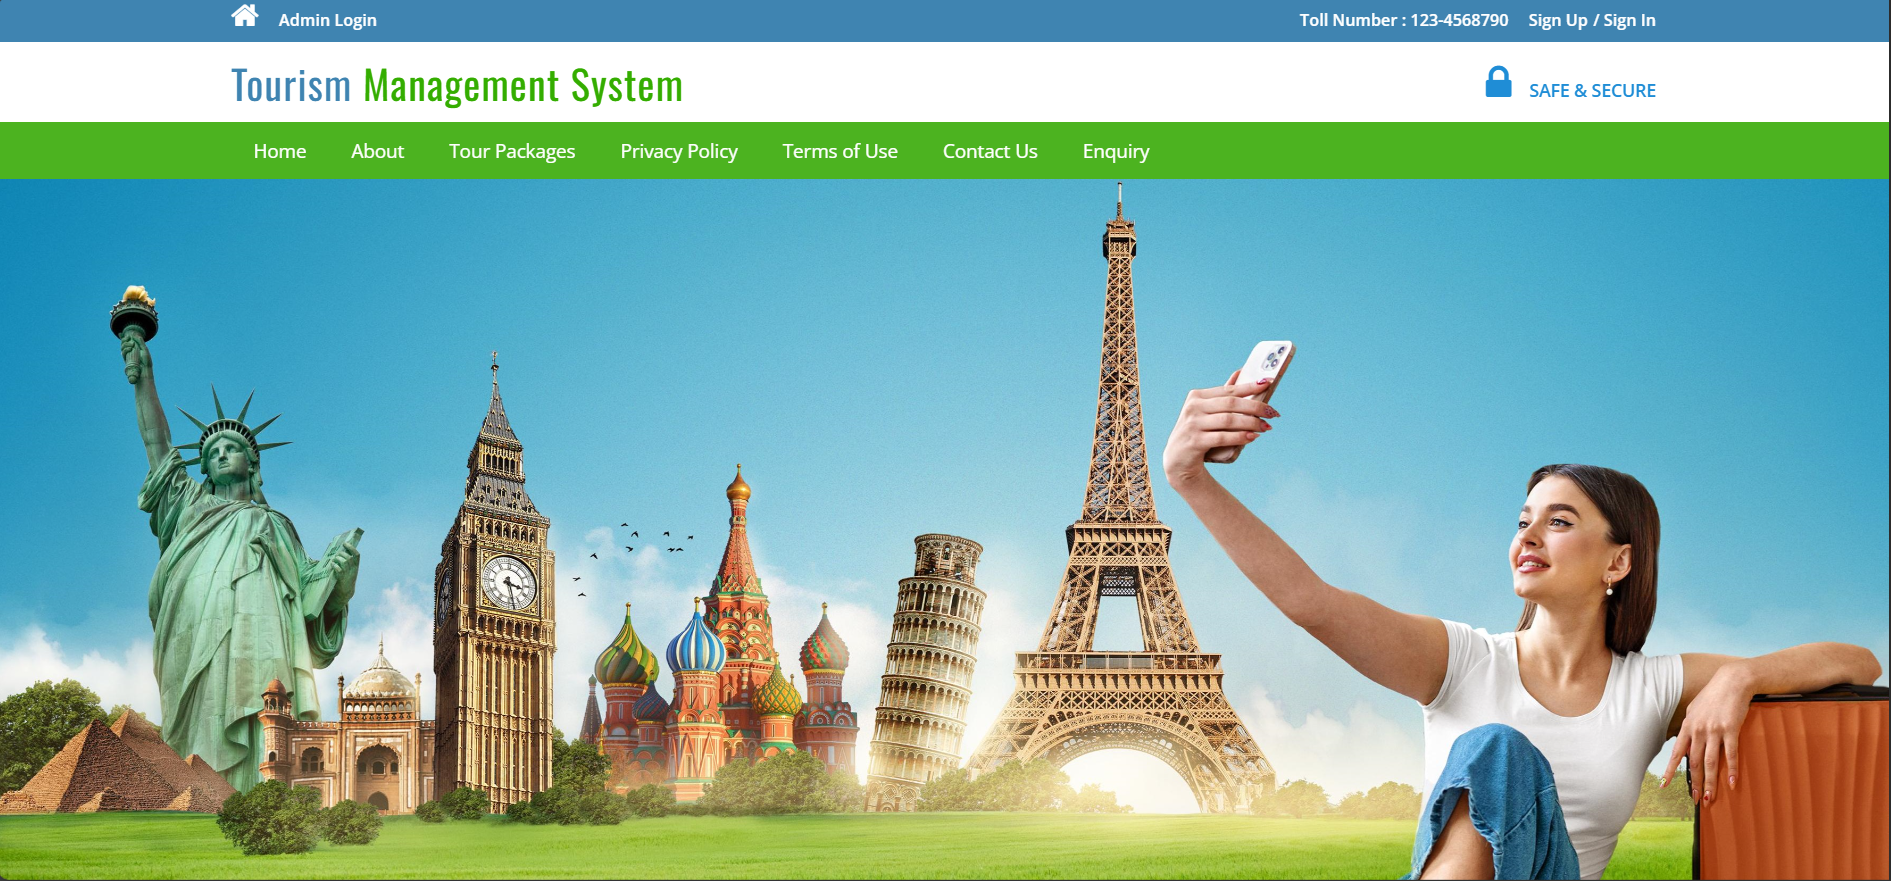 Admin Login
Toll Number : 123-4568790 Sign Up / Sign In
Tourism Management System
SAFE & SECURE
Home About Tour Packages Privacy Policy Terms of Use Contact Us Enquiry